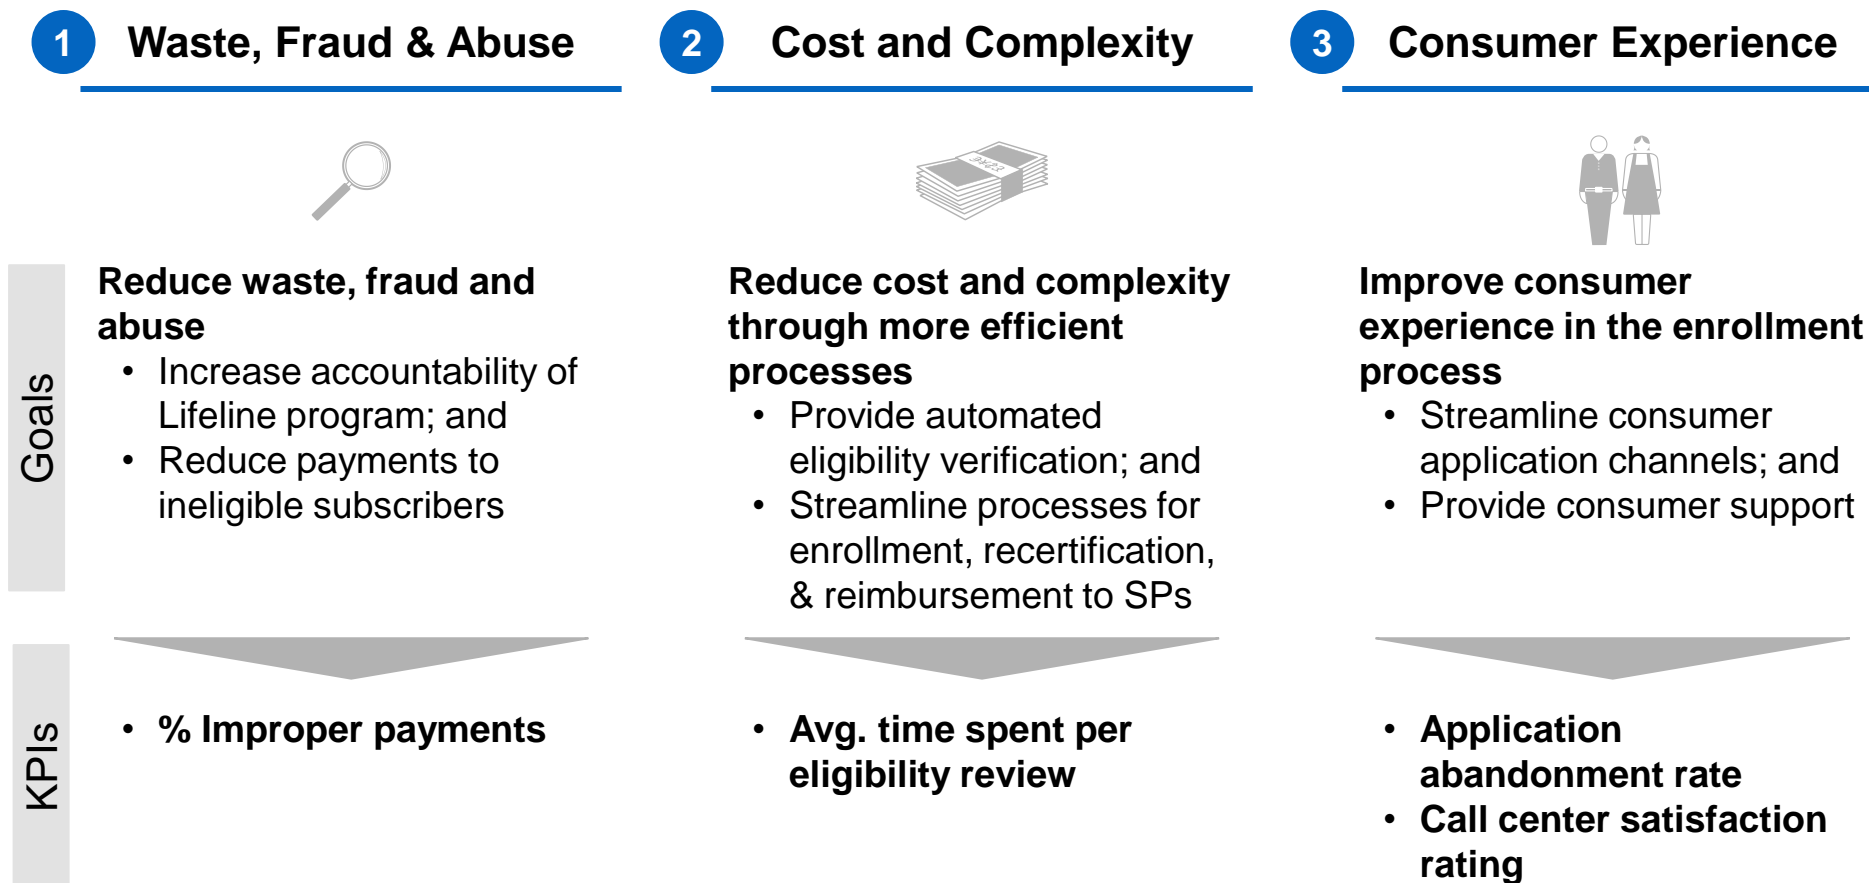 1 Waste, Fraud & Abuse
Reduce waste, fraud and
abuse
• Increase accountability of
Lifeline program; and
• Reduce payments to
ineligible subscribers
• % Improper payments
2 Cost and Complexity
Reduce cost and complexity
through more efficient
processes
• Provide automated
eligibility verification; and
• Streamline processes for
enrollment, recertification,
& reimbursement to SPs
• Avg. time spent per
eligibility review
3 Consumer Experience
Improve consumer
experience in the enrollment
process
• Streamline consumer
application channels; and
• Provide consumer support
• Application
abandonment rate
• Call center satisfaction
rating
Goals
KPIs